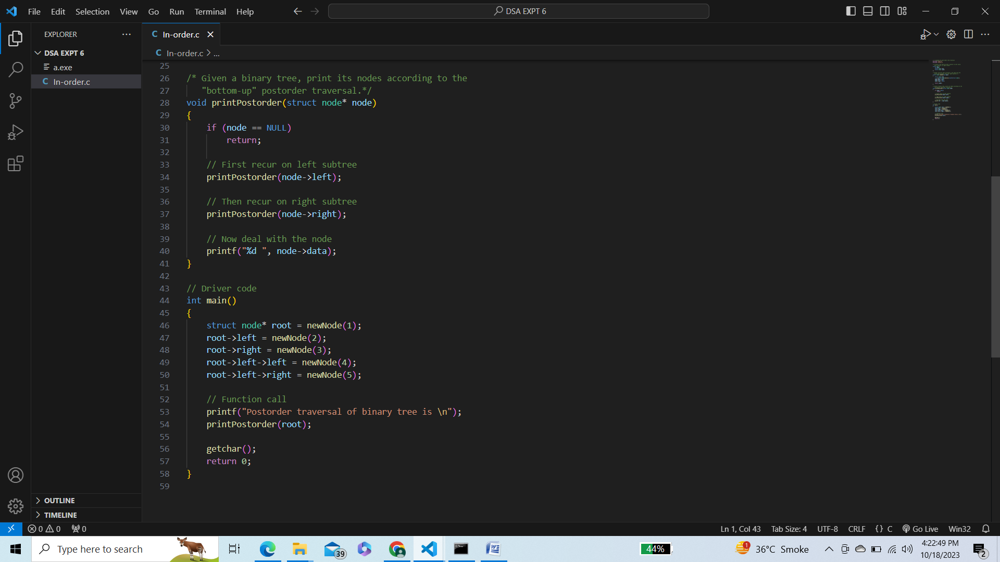 File Edit Selection View Go Run Terminal Help
DSA EXPT 6
EXPLORER
DSA EXPT 6
a.exe
C In-order.c
C In-order.c
C In-order.c > ...
25
26 /* Given a binary tree, print its nodes according to the
27 "bottom-up" postorder traversal.*/
28 void printPostorder(struct node* node)
29 {
30 if (node == NULL)
31 return;
32
33 // First recur on left subtree
34 printPostorder(node->left);
35
36 // Then recur on right subtree
37 printPostorder(node->right);
38
39 // Now deal with the node
40 printf("%d ", node->data);
41 }
42
43 // Driver code
44 int main()
45 {
46 struct node* root = newNode(1);
47 root->left = newNode(2);
48 root->right = newNode(3);
49 root->left->left = newNode(4);
50 root->left->right = newNode(5);
51
52 // Function call
53 printf("Postorder traversal of binary tree is \n");
54 printPostorder(root);
55
56 getchar();
57 return 0;
58 }
59
OUTLINE
TIMELINE
0 0 0
Ln 1, Col 43 Tab Size: 4 UTF-8 CRLF {} C Go Live Win32
Type here to search
39
44%
1
36°C Smoke
4:22:49 PM
10/18/2023
2